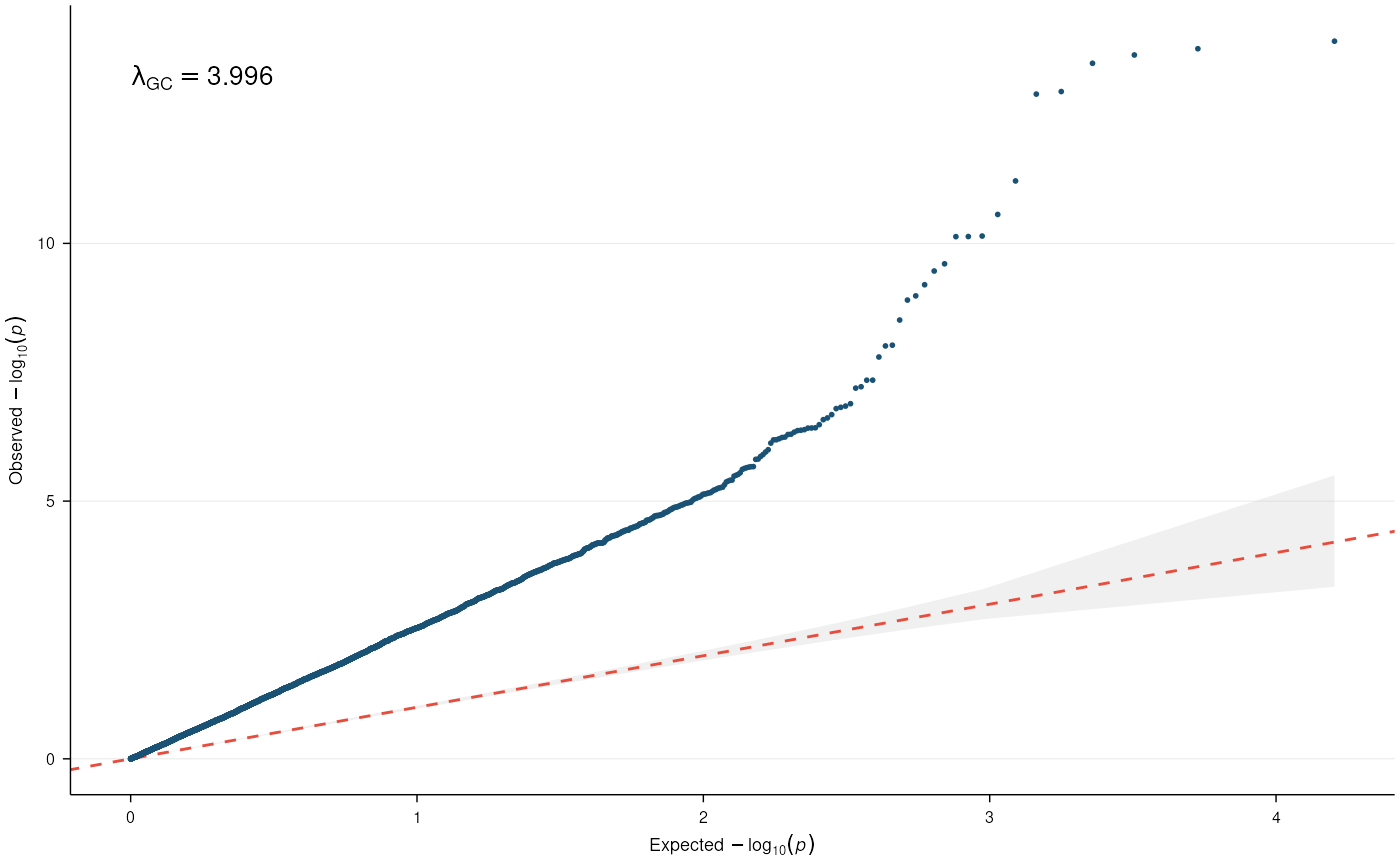 λGC = 3.996
10
5
0
Observed −log10(p)
0 1 2 3 4
Expected −log10(p)